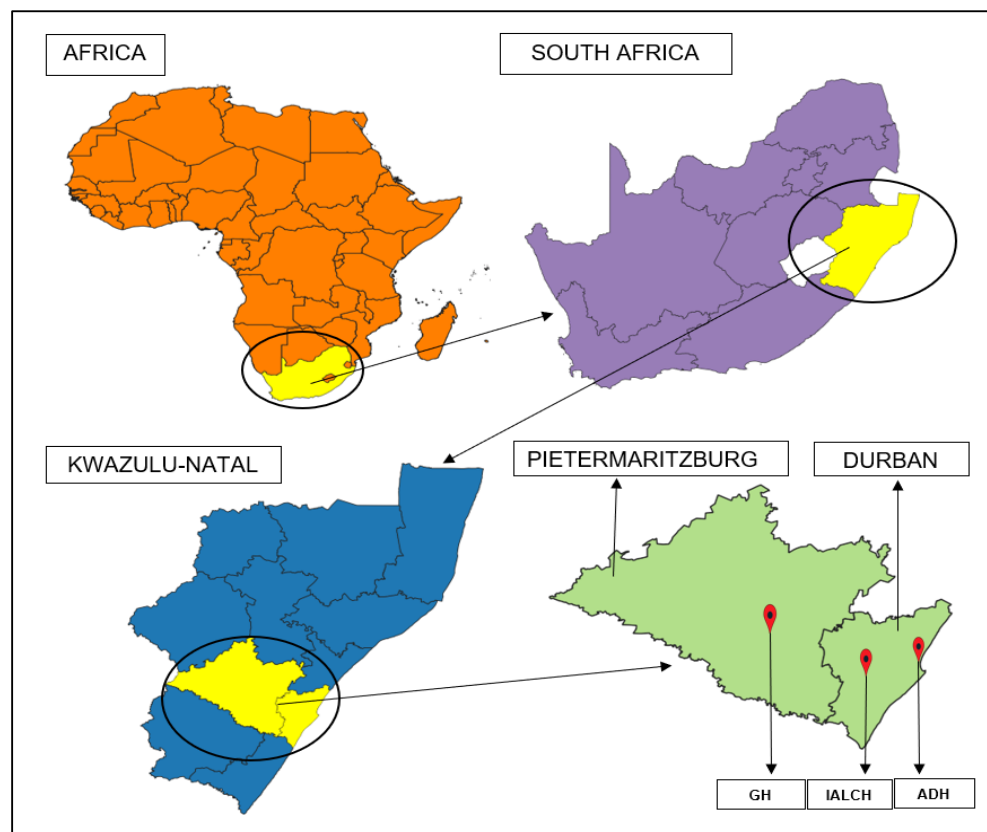 AFRICA
SOUTH AFRICA
KWAZULU-NATAL
PIETERMARITZBURG
DURBAN
GH
IALCH
ADH